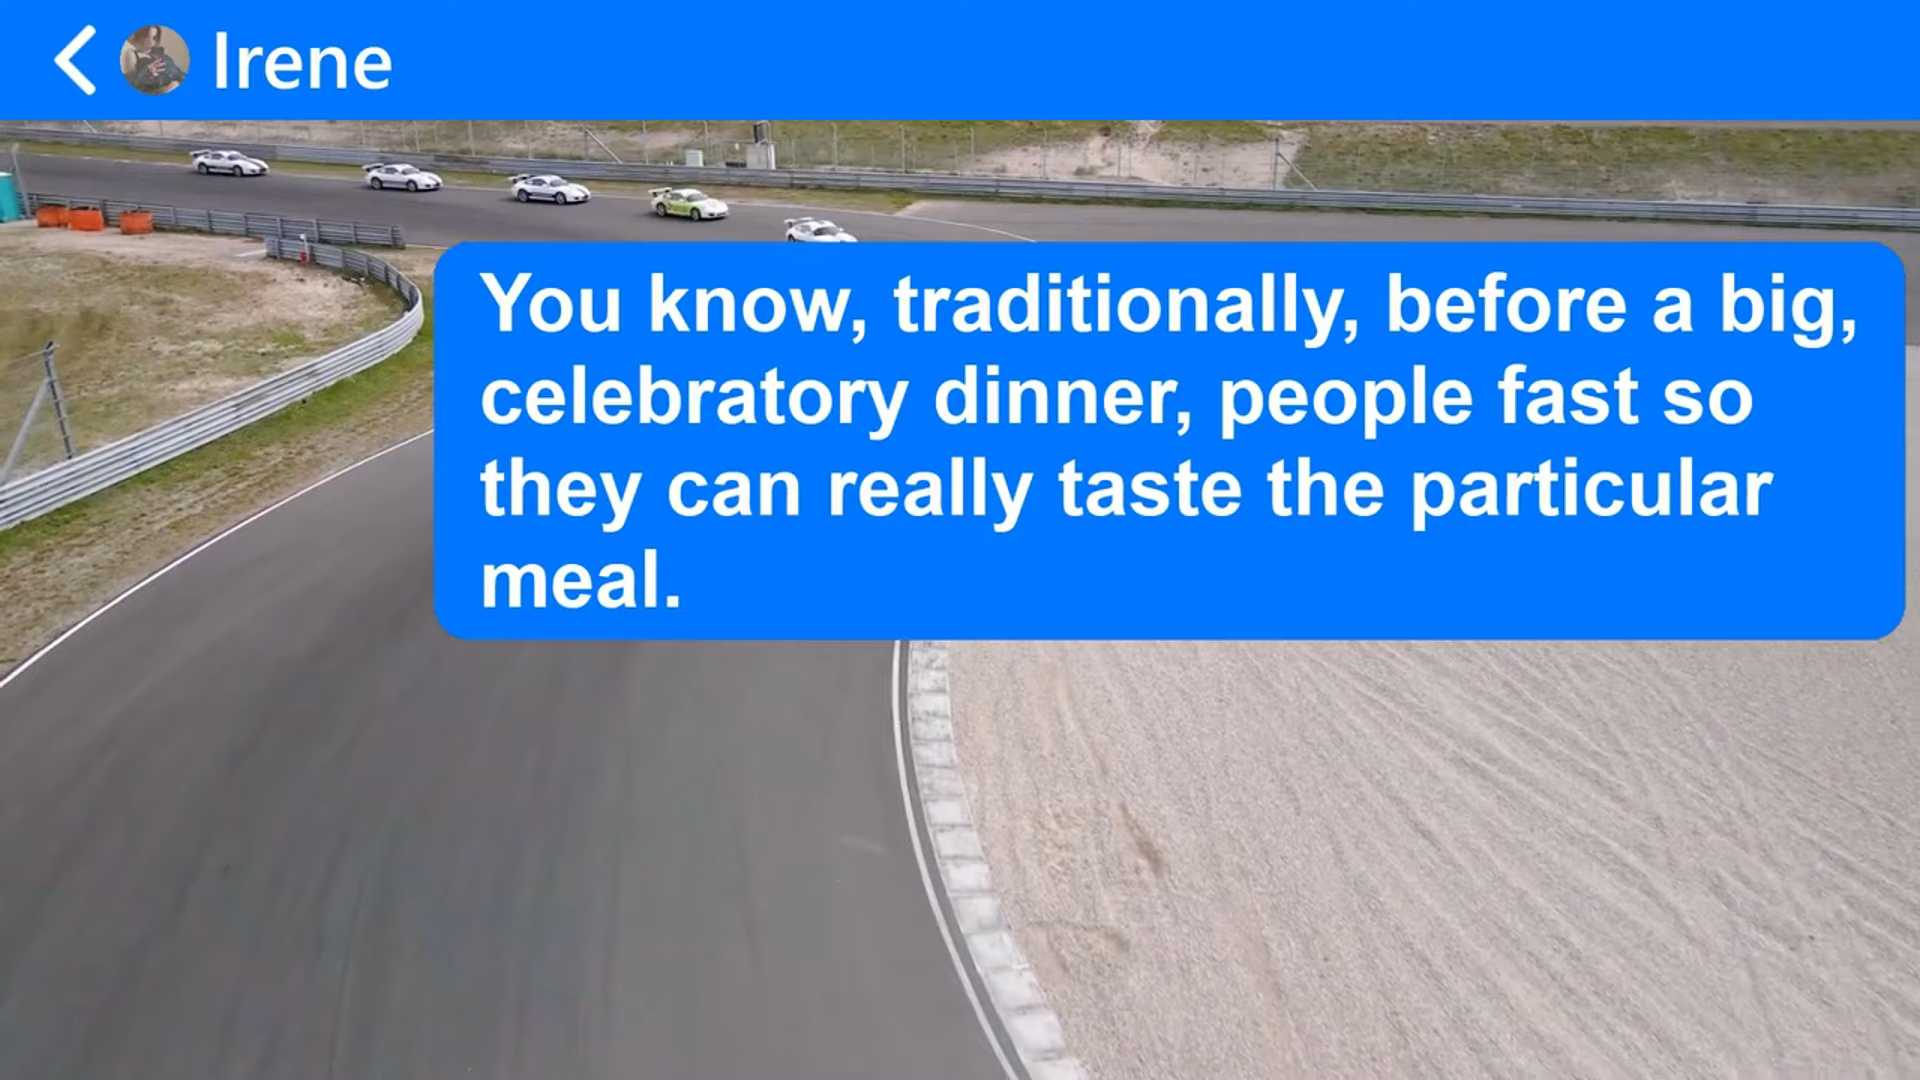 Irene
You know, traditionally, before a big,
celebratory dinner, people fast so
they can really taste the particular
meal.